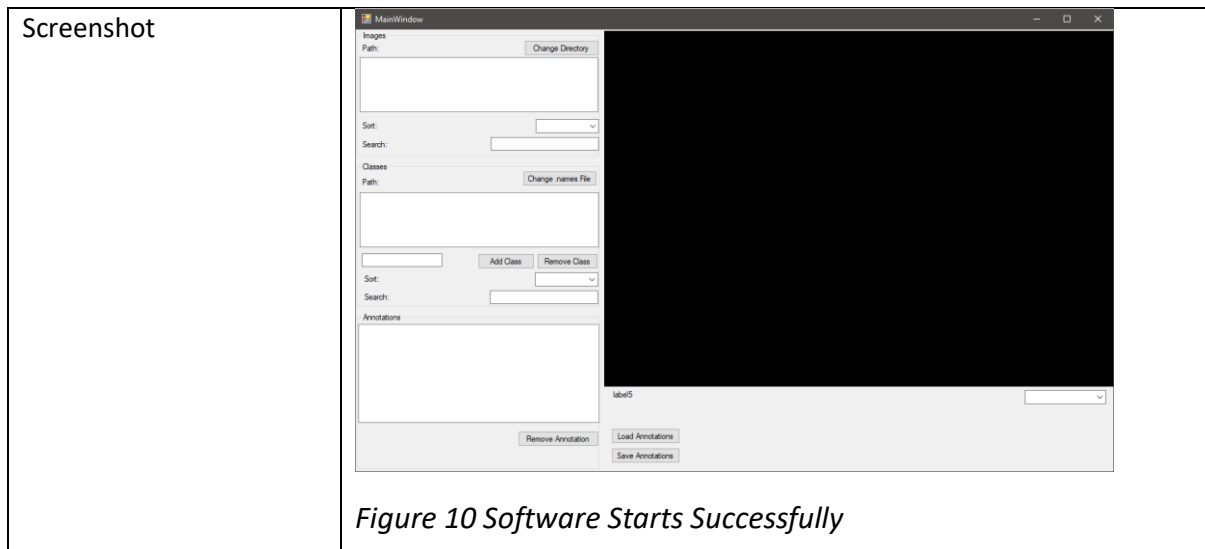 Screenshot
MainWindow
Images
Path:
Change Directory
Sort:
Search:
Classes
Path:
Change .names File
Add Class
Remove Class
Sort:
Search:
Annotations
Remove Annotation
label5
Load Annotations
Save Annotations
Figure 10 Software Starts Successfully